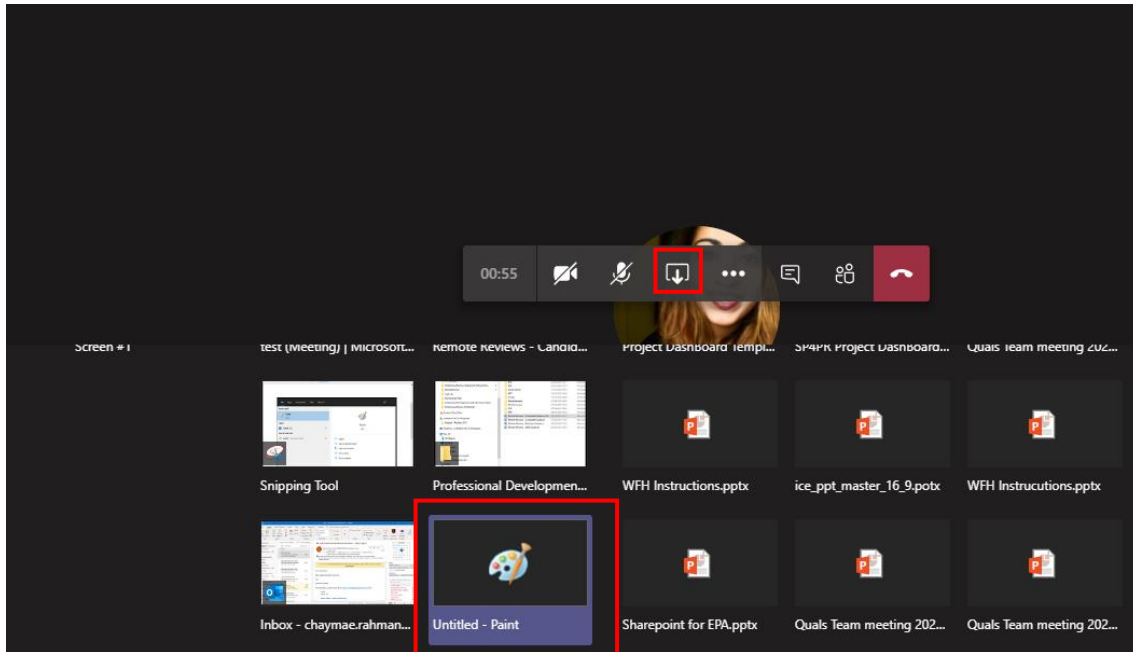 00:55
Screen #1
test (Meeting) | Microsoft...
Remote Reviews - Candid...
Project DashBoard Templ...
SP4PR Project DashBoard...
Quals Team meeting 202...
Snipping Tool
Professional Developmen...
WFH Instructions.pptx
ice_ppt_master_16_9.potx
WFH Instrucutions.pptx
Inbox - chaymae.rahman...
Untitled - Paint
Sharepoint for EPA.pptx
Quals Team meeting 202...
Quals Team meeting 202...